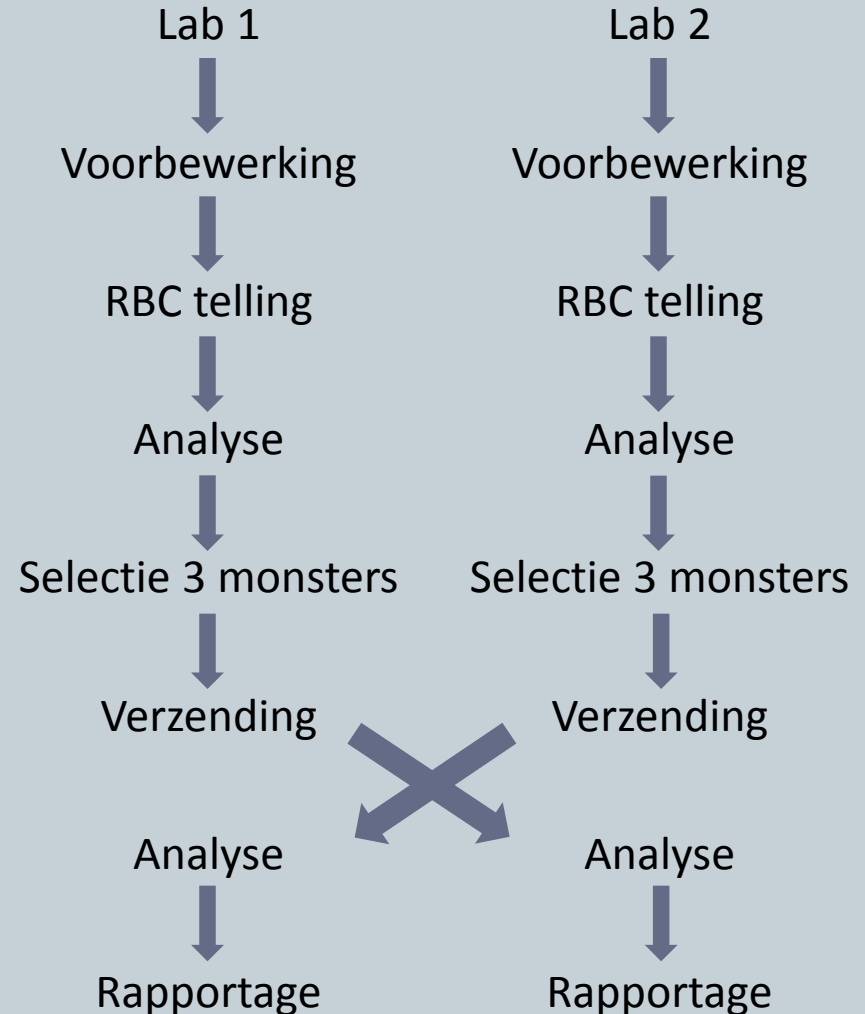 Lab 1
Lab 2
Voorbewerking
Voorbewerking
RBC telling
RBC telling
Analyse
Analyse
Selectie 3 monsters
Selectie 3 monsters
Verzending
Verzending
Analyse
Analyse
Rapportage
Rapportage